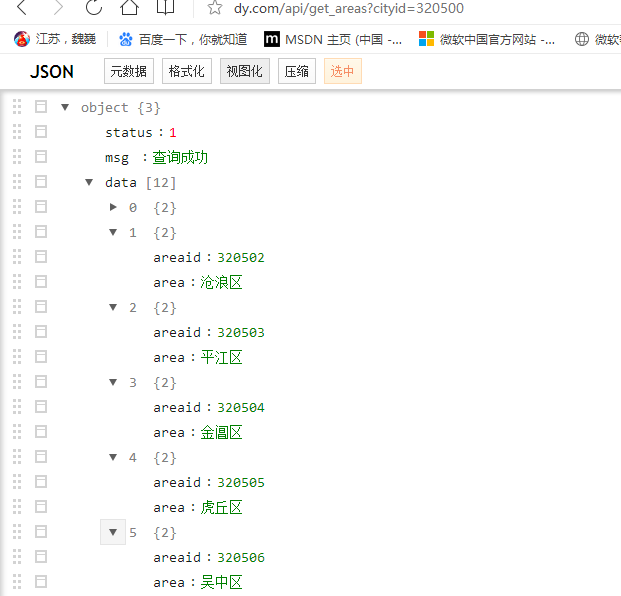 dy.com/api/get_areas?cityid=320500
江苏，魏巍 百度一下，你就知道 m MSDN 主页 (中国 -... 微软中国官方网站 -... 微软
JSON 元数据 格式化 视图化 压缩 选中
object {3}
status : 1
msg : 查询成功
data [12]
0 {2}
1 {2}
areaid : 320502
area : 沧浪区
2 {2}
areaid : 320503
area : 平江区
3 {2}
areaid : 320504
area : 金阊区
4 {2}
areaid : 320505
area : 虎丘区
5 {2}
areaid : 320506
area : 吴中区